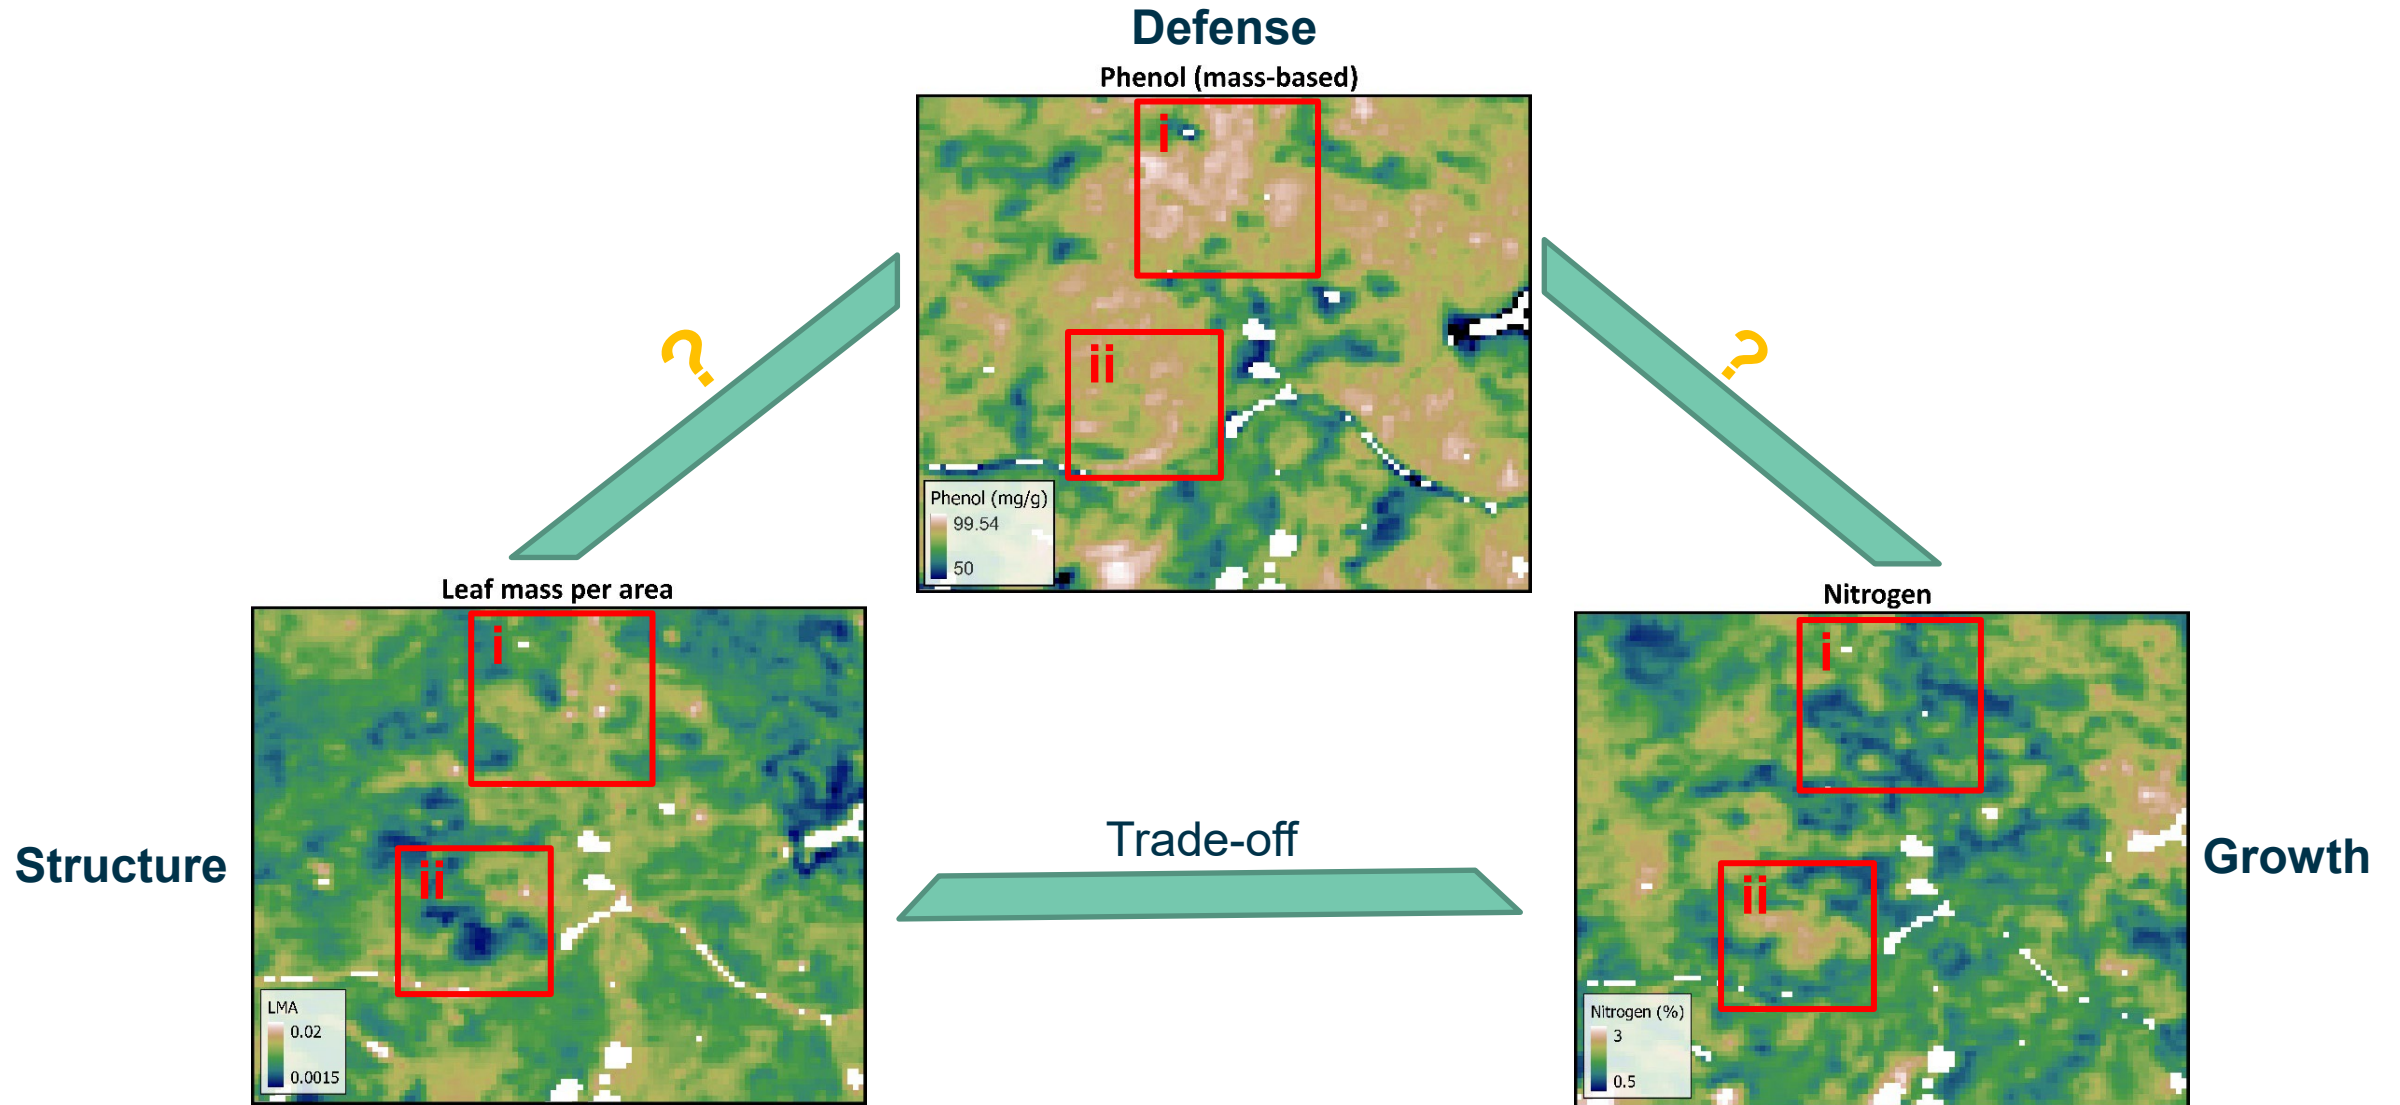 Defense
Phenol (mass-based)
i
ii
Phenol (mg/g)
99.54
50
?
?
Leaf mass per area
i
ii
LMA
0.02
0.0015
Structure
Trade-off
Nitrogen
i
ii
Nitrogen (%)
3
0.5
Growth